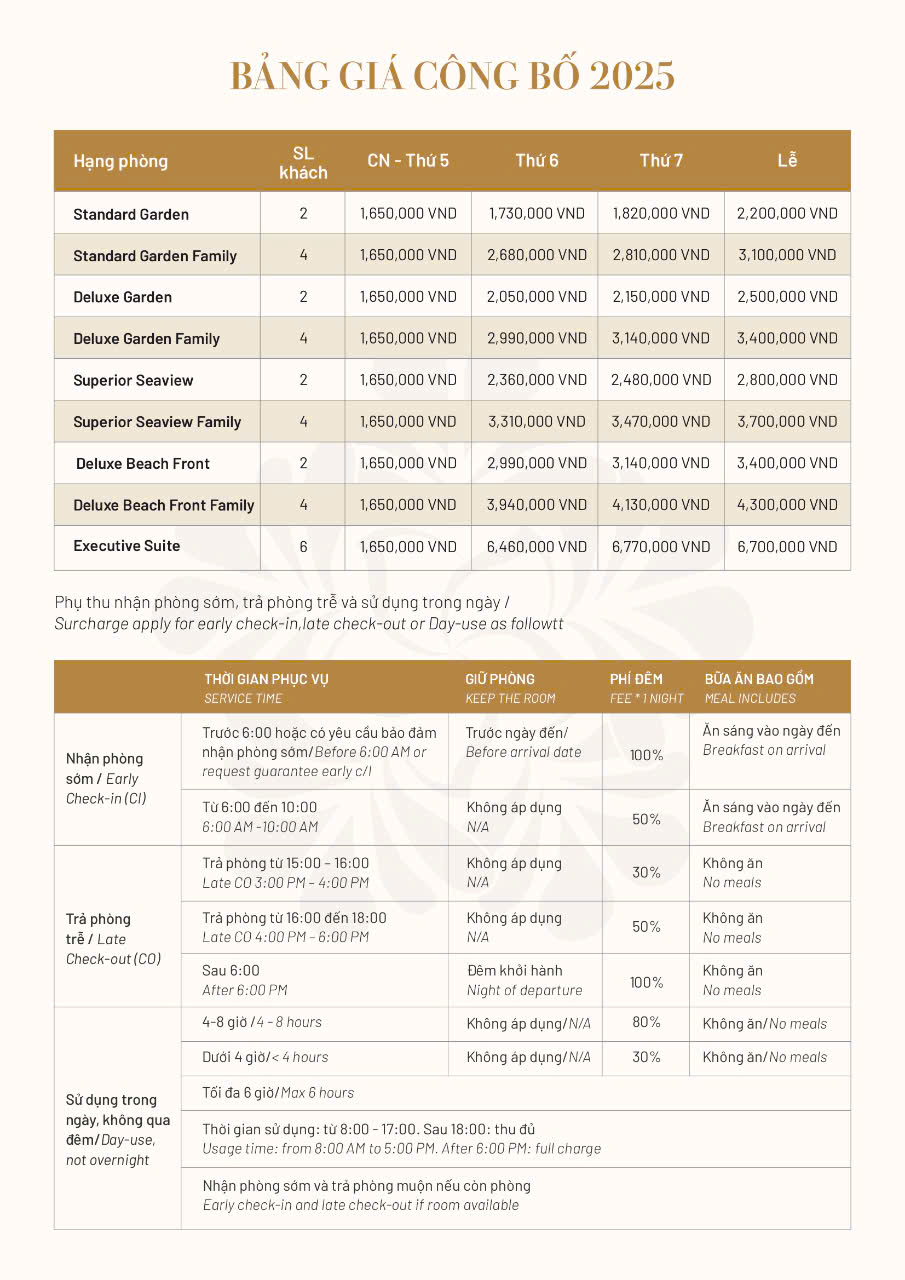 BẢNG GIÁ CÔNG BỐ 2025
Hạng phòng SL khách CN - Thứ 5 Thứ 6 Thứ 7 Lễ
Standard Garden 2 1,650,000 VND 1,730,000 VND 1,820,000 VND 2,200,000 VND
Standard Garden Family 4 1,650,000 VND 2,680,000 VND 2,810,000 VND 3,100,000 VND
Deluxe Garden 2 1,650,000 VND 2,050,000 VND 2,150,000 VND 2,500,000 VND
Deluxe Garden Family 4 1,650,000 VND 2,990,000 VND 3,140,000 VND 3,400,000 VND
Superior Seaview 2 1,650,000 VND 2,360,000 VND 2,480,000 VND 2,800,000 VND
Superior Seaview Family 4 1,650,000 VND 3,310,000 VND 3,470,000 VND 3,700,000 VND
Deluxe Beach Front 2 1,650,000 VND 2,990,000 VND 3,140,000 VND 3,400,000 VND
Deluxe Beach Front Family 4 1,650,000 VND 3,940,000 VND 4,130,000 VND 4,300,000 VND
Executive Suite 6 1,650,000 VND 6,460,000 VND 6,770,000 VND 6,700,000 VND
Phụ thu nhận phòng sớm, trả phòng trễ và sử dụng trong ngày /
Surcharge apply for early check-in,late check-out or Day-use as followtt
THỜI GIAN PHỤC VỤ GIỮ PHÒNG PHÍ ĐÊM BỮA ĂN BAO GỒM
SERVICE TIME KEEP THE ROOM FEE * 1 NIGHT MEAL INCLUDES
Nhận phòng
sớm / Early
Check-in (CI)
Trước 6:00 hoặc có yêu cầu bảo đảm
nhận phòng sớm/Before 6:00 AM or
request guarantee early c/I
Trước ngày đến/
Before arrival date
100%
Ăn sáng vào ngày đến
Breakfast on arrival
Từ 6:00 đến 10:00
6:00 AM -10:00 AM
Không áp dụng
N/A
50%
Ăn sáng vào ngày đến
Breakfast on arrival
Trả phòng
trễ / Late
Check-out (CO)
Trả phòng từ 15:00 – 16:00
Late CO 3:00 PM – 4:00 PM
Không áp dụng
N/A
30%
Không ăn
No meals
Trả phòng từ 16:00 đến 18:00
Late CO 4:00 PM – 6:00 PM
Không áp dụng
N/A
50%
Không ăn
No meals
Sau 6:00
After 6:00 PM
Đêm khởi hành
Night of departure
100%
Không ăn
No meals
Sử dụng trong
ngày, không qua
đêm/Day-use,
not overnight
4-8 giờ /4 - 8 hours Không áp dụng/N/A 80% Không ăn/No meals
Dưới 4 giờ/< 4 hours Không áp dụng/N/A 30% Không ăn/No meals
Tối đa 6 giờ/Max 6 hours
Thời gian sử dụng: từ 8:00 - 17:00. Sau 18:00: thu đủ
Usage time: from 8:00 AM to 5:00 PM. After 6:00 PM: full charge
Nhận phòng sớm và trả phòng muộn nếu còn phòng
Early check-in and late check-out if room available